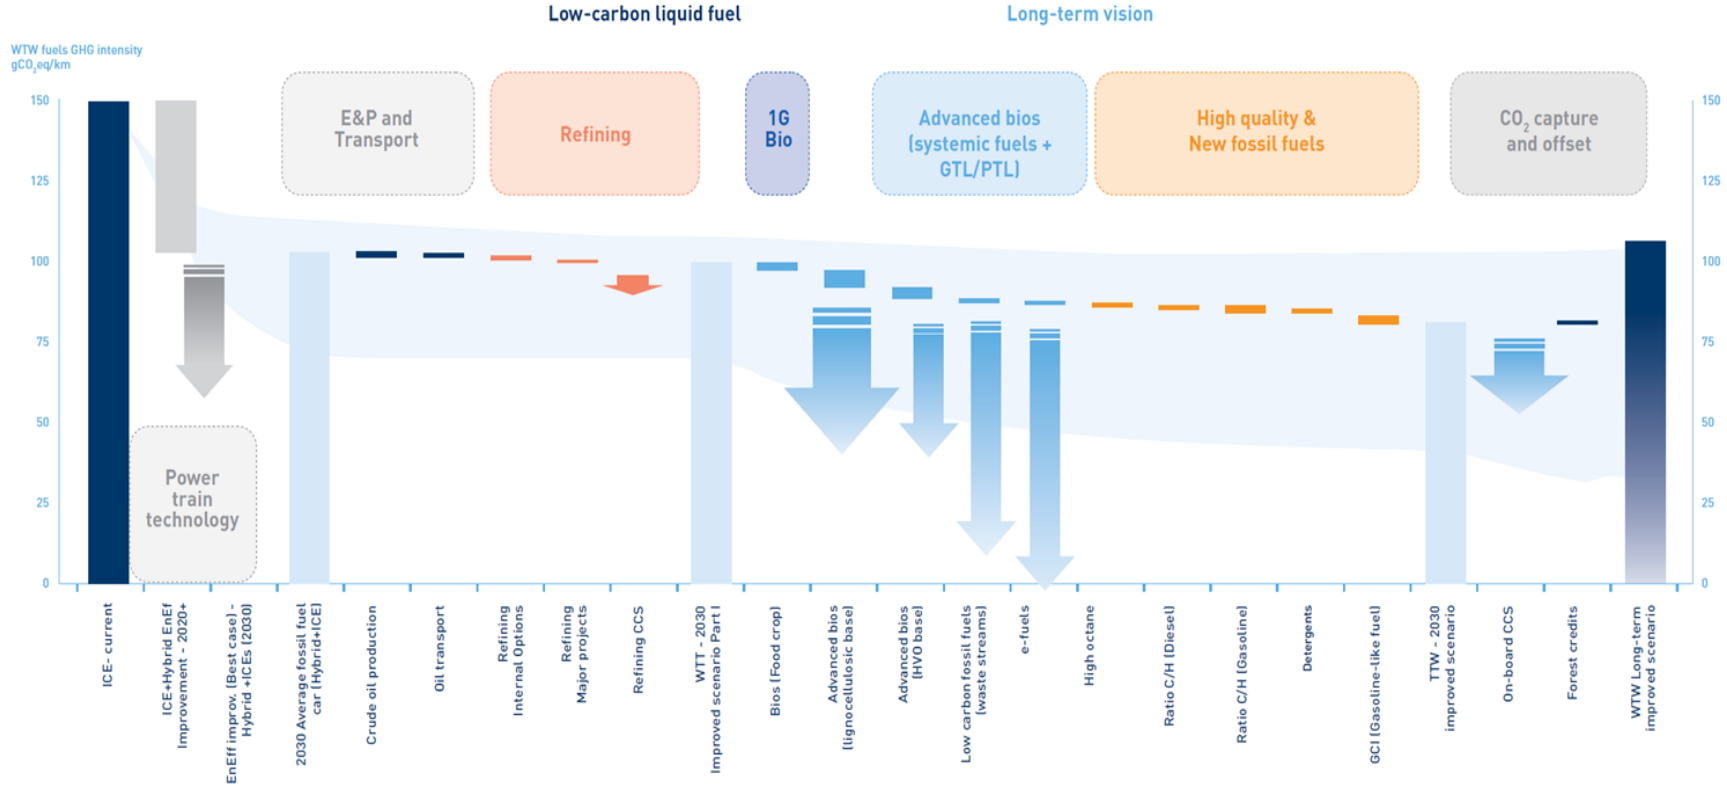 Low-carbon liquid fuel
Long-term vision
WTW fuels GHG intensity
gCO₂eq/km
E&P and
Transport
Refining
1G
Bio
Advanced bios
(systemic fuels +
GTL/PTL)
High quality &
New fossil fuels
CO₂ capture
and offset
150
125
100
75
50
25
0
150
125
100
75
50
25
0
Power
train
technology
ICE- current
ICE+Hybrid EnEf
Improvement - 2020+
EnEff improv. (Best case) -
Hybrid +ICEs (2030)
2030 Average fossil fuel
car (Hybrid+ICE)
Crude oil production
Oil transport
Refining
Internal Options
Refining
Major projects
Refining CCS
WTT - 2030
Improved scenario Part I
Bios (Food crop)
Advanced bios
(lignocellulosic base)
Advanced bios
(HVO base)
Low carbon fossil fuels
(waste streams)
e-fuels
High octane
Ratio C/H (Diesel)
Ratio C/H (Gasoline)
Detergents
GCI (Gasoline-like fuel)
TTW - 2030
improved scenario
On-board CCS
Forest credits
WTW Long-term
improved scenario